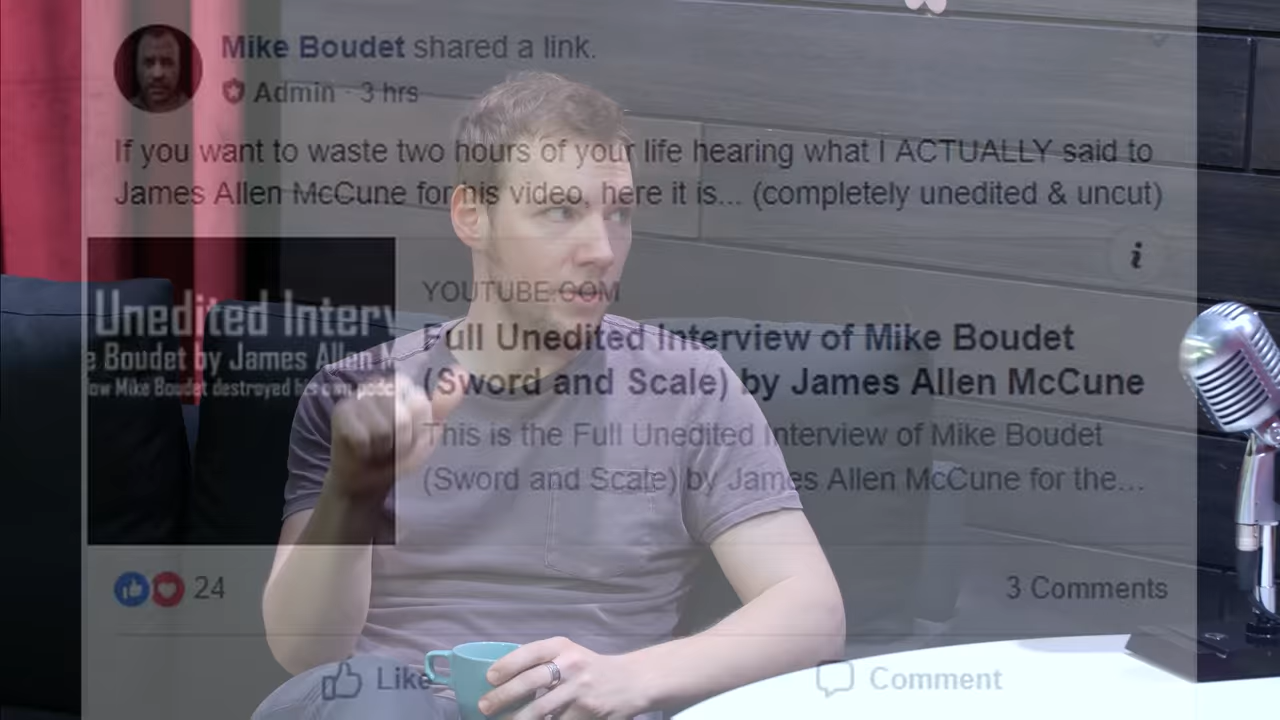 Mike Boudet shared a link.
Admin · 3 hrs
If you want to waste two hours of your life hearing what I ACTUALLY said to
James Allen McCune for his video, here it is... (completely unedited & uncut)
i
Unedited Interv
e Boudet by James Allen M
ow Mike Boudet destroyed his own podc
YOUTUBE.COM
Full Unedited Interview of Mike Boudet
(Sword and Scale) by James Allen McCune
This is the Full Unedited Interview of Mike Boudet
(Sword and Scale) by James Allen McCune for the...
24
3 Comments
Like
Comment